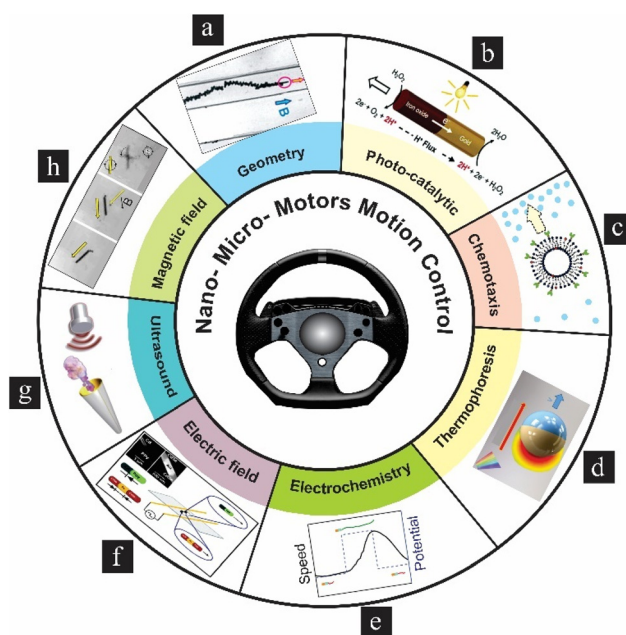 a
b
c
d
e
f
g
h
Nano- Micro- Motors Motion Control
Geometry
Photo-catalytic
Chemotaxis
Thermophoresis
Electrochemistry
Electric field
Ultrasound
Magnetic field
B
H₂O₂
2e⁻ + O₂ + 2H⁺
Iron oxide
e⁻
Gold
2H₂O
H⁺ Flux
2H⁺ + 2e⁻ + H₂O₂
Speed
Potential
B